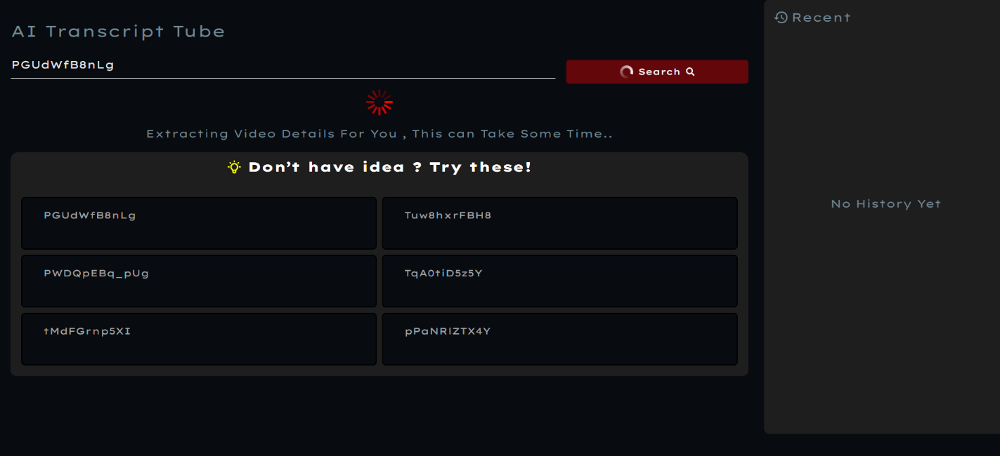 AI Transcript Tube
PGUdWfB8nLg
Search
Extracting Video Details For You , This can Take Some Time..
Don't have idea ? Try these!
PGUdWfB8nLg
Tuw8hxrFBH8
PWDQpEBq_pUg
TqA0tiD5z5Y
tMdFGrnp5XI
pPaNRlZTX4Y
Recent
No History Yet